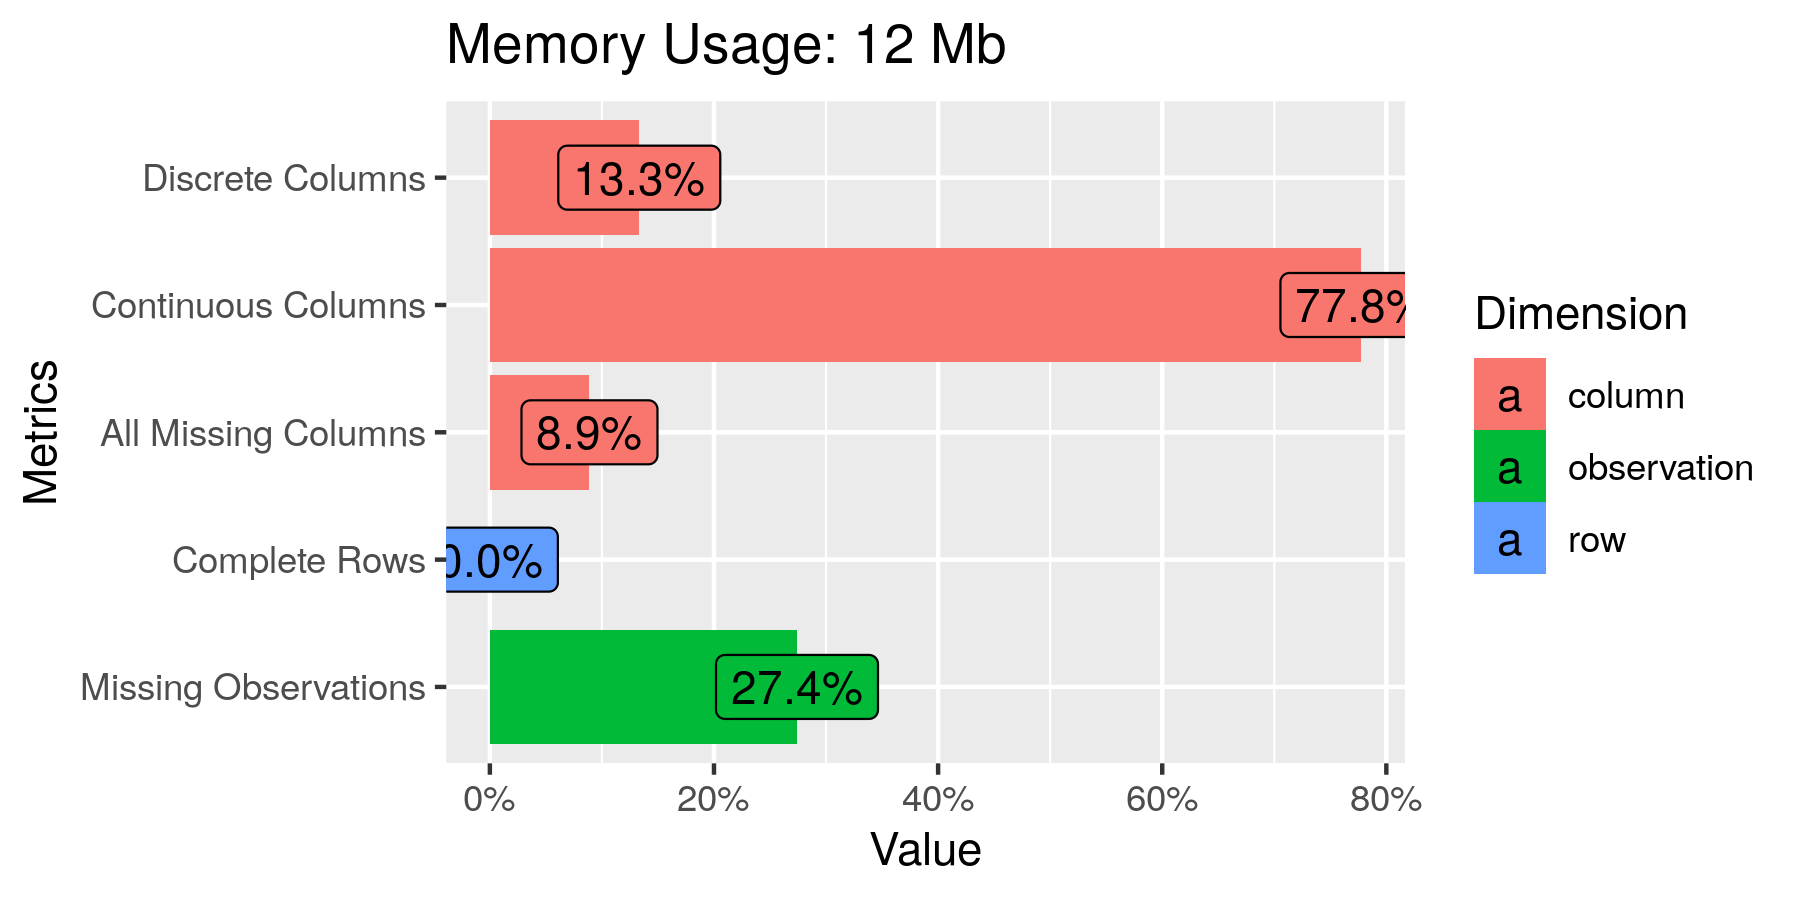 Memory Usage: 12 Mb
Metrics
Discrete Columns
13.3%
Continuous Columns
77.8%
All Missing Columns
8.9%
Complete Rows
0.0%
Missing Observations
27.4%
0% 20% 40% 60% 80%
Value
Dimension
a column
a observation
a row